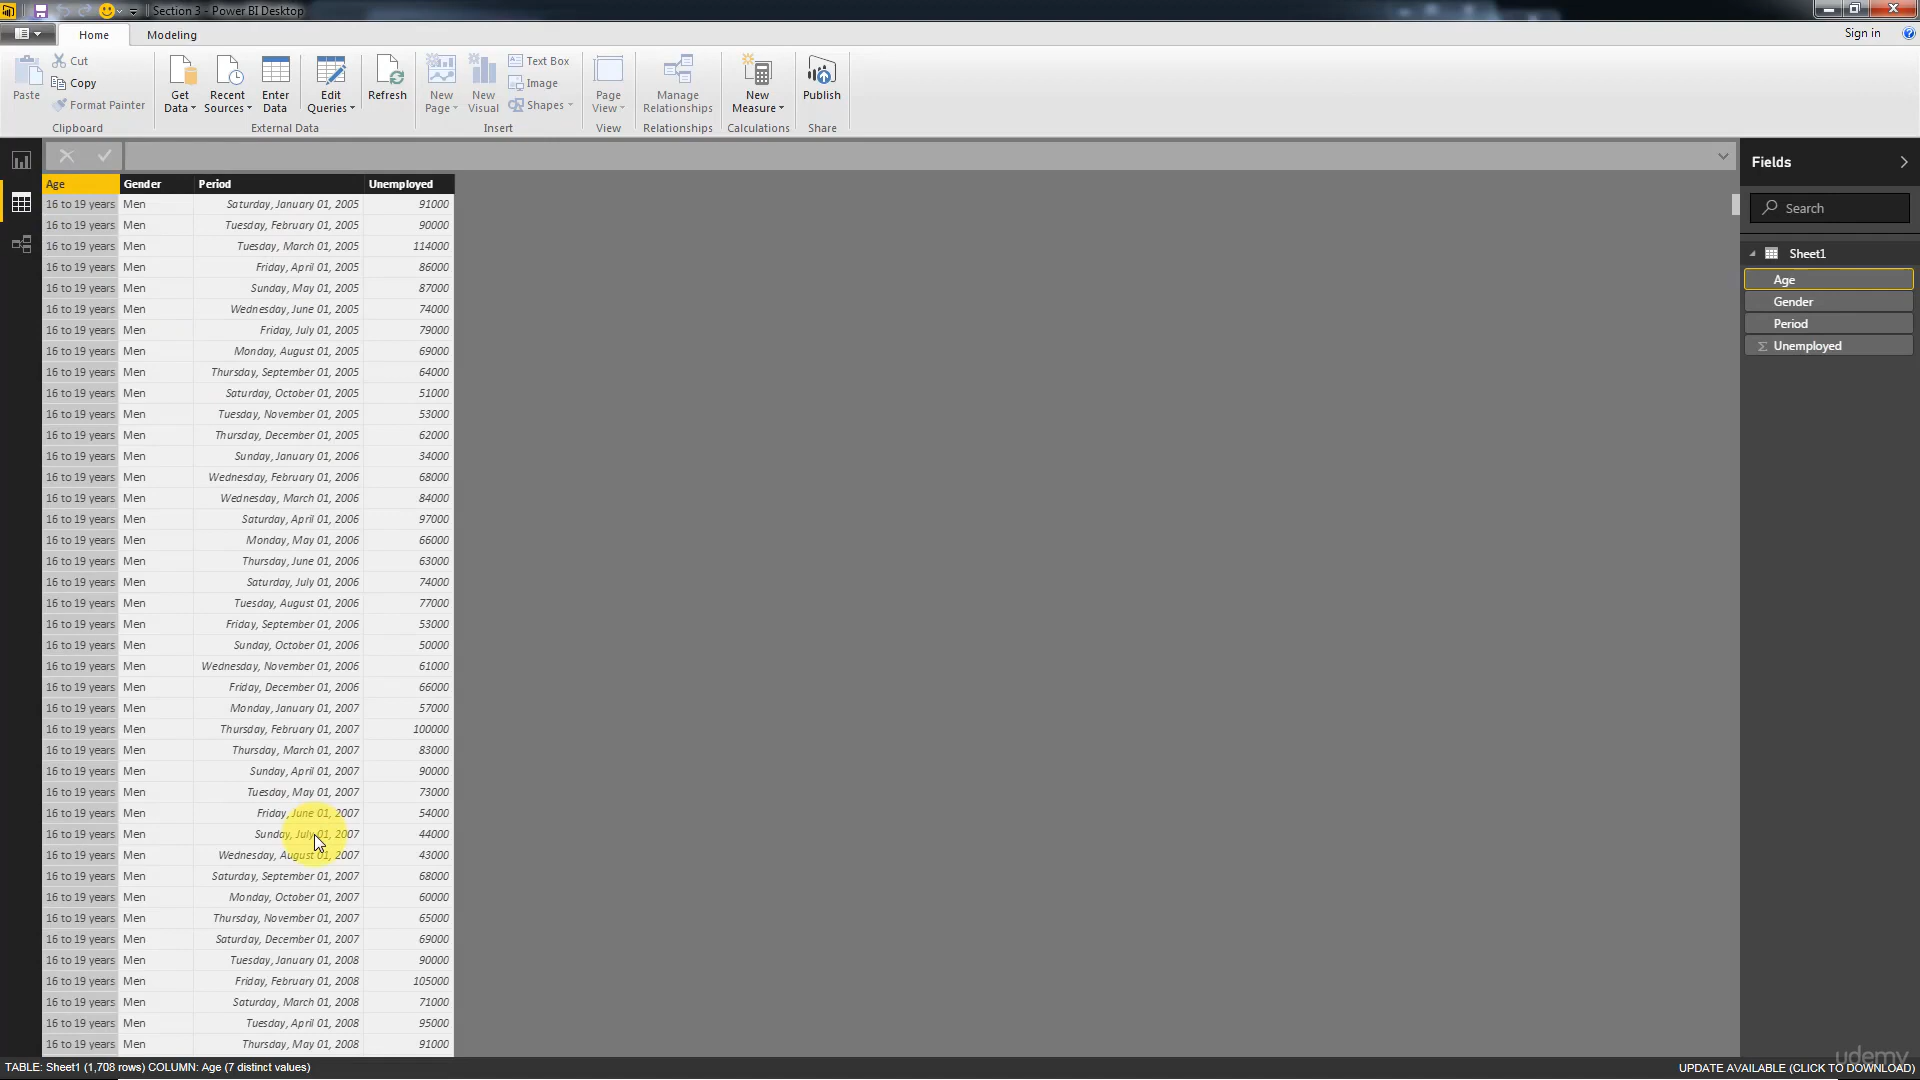 Section 3 - Power BI Desktop
Home Modeling Sign in
Paste Cut Copy Format Painter Clipboard
Get Data Recent Sources Enter Data Edit Queries Refresh External Data
New Page New Visual Text Box Image Shapes Insert
Page View View
Manage Relationships Relationships
New Measure Calculations
Publish Share
Age Gender Period Unemployed
16 to 19 years Men Saturday, January 01, 2005 91000
16 to 19 years Men Tuesday, February 01, 2005 90000
16 to 19 years Men Tuesday, March 01, 2005 114000
16 to 19 years Men Friday, April 01, 2005 86000
16 to 19 years Men Sunday, May 01, 2005 87000
16 to 19 years Men Wednesday, June 01, 2005 74000
16 to 19 years Men Friday, July 01, 2005 79000
16 to 19 years Men Monday, August 01, 2005 69000
16 to 19 years Men Thursday, September 01, 2005 64000
16 to 19 years Men Saturday, October 01, 2005 51000
16 to 19 years Men Tuesday, November 01, 2005 53000
16 to 19 years Men Thursday, December 01, 2005 62000
16 to 19 years Men Sunday, January 01, 2006 34000
16 to 19 years Men Wednesday, February 01, 2006 68000
16 to 19 years Men Wednesday, March 01, 2006 84000
16 to 19 years Men Saturday, April 01, 2006 97000
16 to 19 years Men Monday, May 01, 2006 66000
16 to 19 years Men Thursday, June 01, 2006 63000
16 to 19 years Men Saturday, July 01, 2006 74000
16 to 19 years Men Tuesday, August 01, 2006 77000
16 to 19 years Men Friday, September 01, 2006 53000
16 to 19 years Men Sunday, October 01, 2006 50000
16 to 19 years Men Wednesday, November 01, 2006 61000
16 to 19 years Men Friday, December 01, 2006 66000
16 to 19 years Men Monday, January 01, 2007 57000
16 to 19 years Men Thursday, February 01, 2007 100000
16 to 19 years Men Thursday, March 01, 2007 83000
16 to 19 years Men Sunday, April 01, 2007 90000
16 to 19 years Men Tuesday, May 01, 2007 73000
16 to 19 years Men Friday, June 01, 2007 54000
16 to 19 years Men Sunday, July 01, 2007 44000
16 to 19 years Men Wednesday, August 01, 2007 43000
16 to 19 years Men Saturday, September 01, 2007 68000
16 to 19 years Men Monday, October 01, 2007 60000
16 to 19 years Men Thursday, November 01, 2007 65000
16 to 19 years Men Saturday, December 01, 2007 69000
16 to 19 years Men Tuesday, January 01, 2008 90000
16 to 19 years Men Friday, February 01, 2008 105000
16 to 19 years Men Saturday, March 01, 2008 71000
16 to 19 years Men Tuesday, April 01, 2008 95000
16 to 19 years Men Thursday, May 01, 2008 91000
Fields
Search
Sheet1
Age
Gender
Period
Σ Unemployed
udemy
TABLE: Sheet1 (1,708 rows) COLUMN: Age (7 distinct values) UPDATE AVAILABLE (CLICK TO DOWNLOAD)